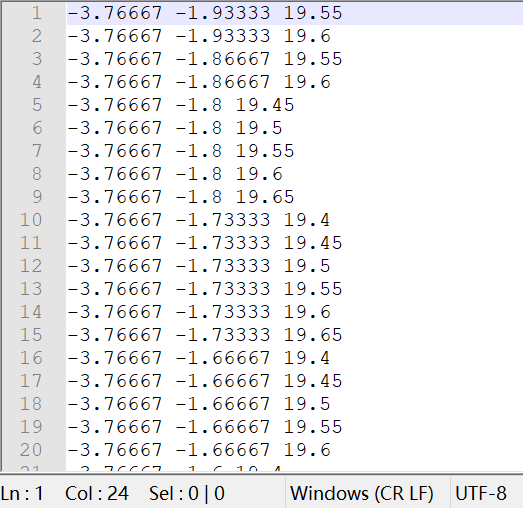 1 -3.76667 -1.93333 19.55
2 -3.76667 -1.93333 19.6
3 -3.76667 -1.86667 19.55
4 -3.76667 -1.86667 19.6
5 -3.76667 -1.8 19.45
6 -3.76667 -1.8 19.5
7 -3.76667 -1.8 19.55
8 -3.76667 -1.8 19.6
9 -3.76667 -1.8 19.65
10 -3.76667 -1.73333 19.4
11 -3.76667 -1.73333 19.45
12 -3.76667 -1.73333 19.5
13 -3.76667 -1.73333 19.55
14 -3.76667 -1.73333 19.6
15 -3.76667 -1.73333 19.65
16 -3.76667 -1.66667 19.4
17 -3.76667 -1.66667 19.45
18 -3.76667 -1.66667 19.5
19 -3.76667 -1.66667 19.55
20 -3.76667 -1.66667 19.6
21 -3.76667 -1.6 19.4
Ln : 1 Col : 24 Sel : 0 | 0 Windows (CR LF) UTF-8